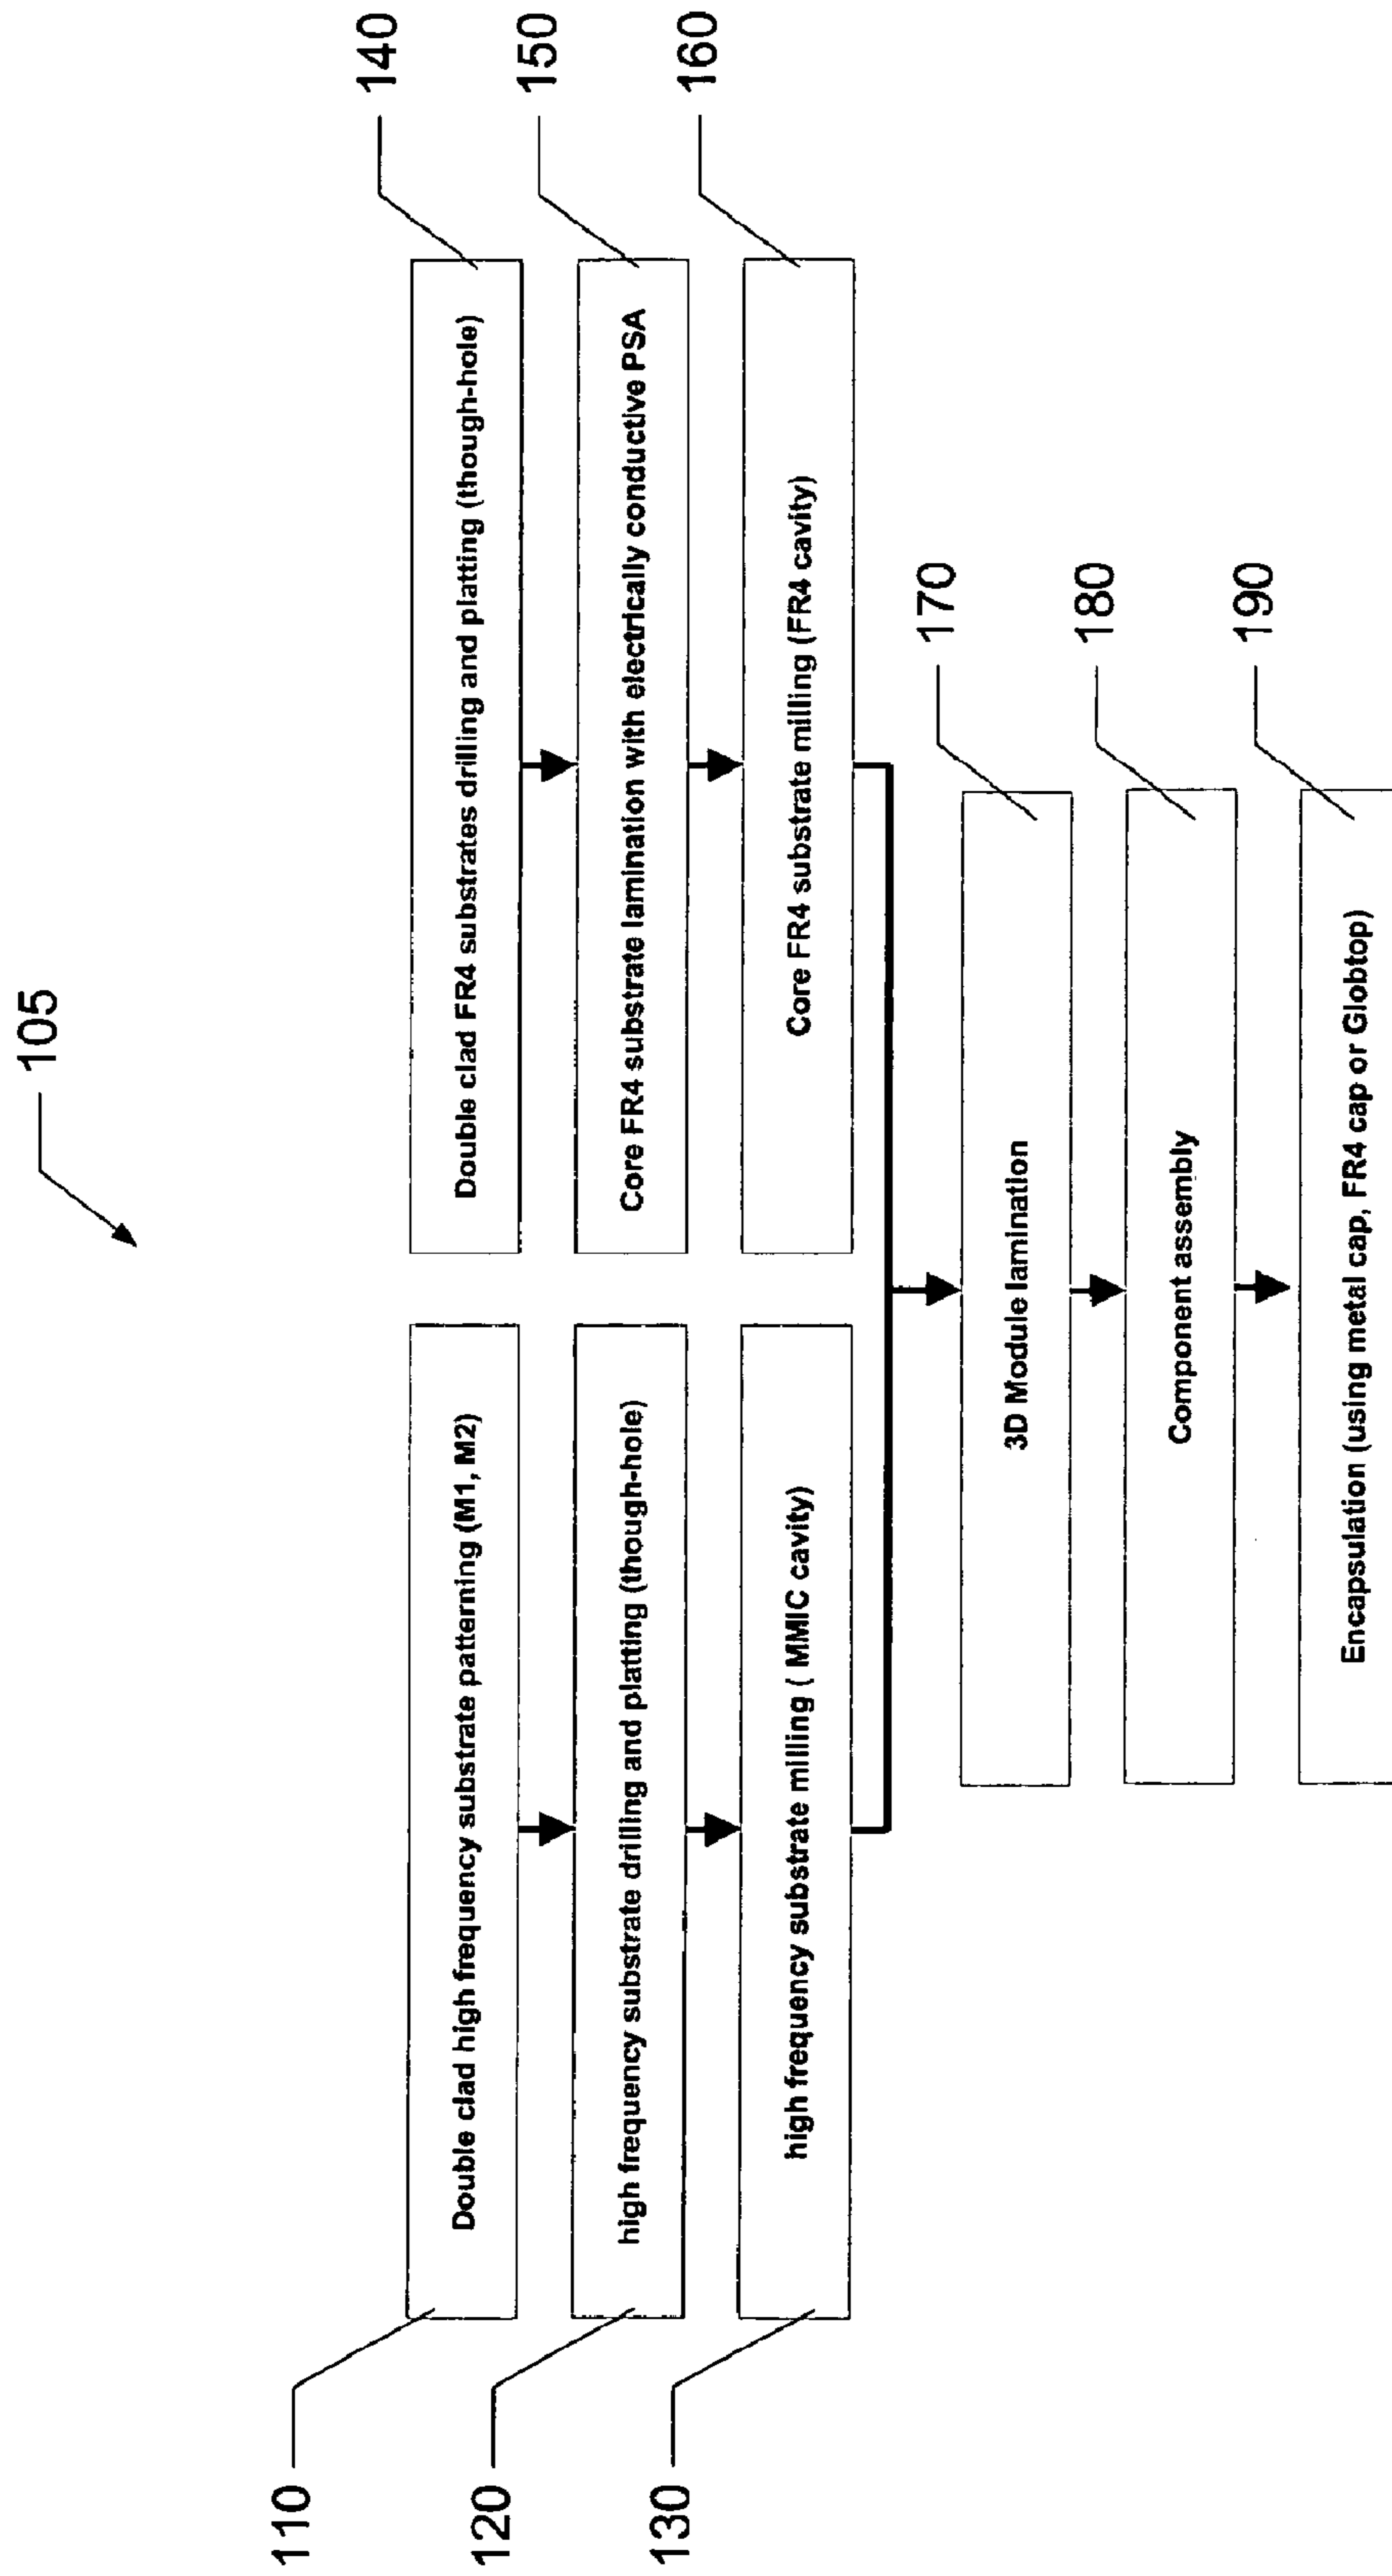 105
110
Double clad high frequency substrate patterning (M1, M2)
120
high frequency substrate drilling and platting (though-hole)
130
high frequency substrate milling ( MMIC cavity)
140
Double clad FR4 substrates drilling and platting (though-hole)
150
Core FR4 substrate lamination with electrically conductive PSA
160
Core FR4 substrate milling (FR4 cavity)
170
3D Module lamination
180
Component assembly
190
Encapsulation (using metal cap, FR4 cap or Globtop)